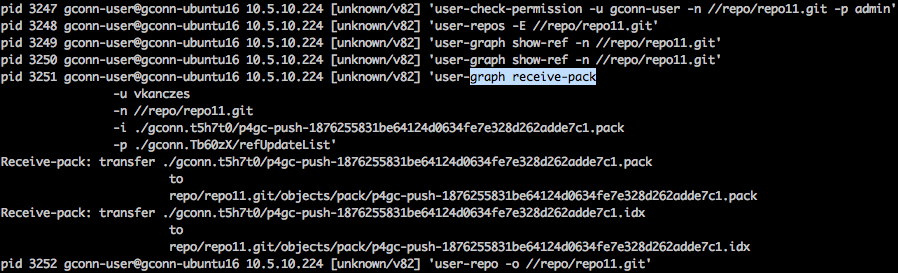 pid 3247 gconn-user@gconn-ubuntu16 10.5.10.224 [unknown/v82] 'user-check-permission -u gconn-user -n //repo/repo11.git -p admin'
pid 3248 gconn-user@gconn-ubuntu16 10.5.10.224 [unknown/v82] 'user-repos -E //repo/repo11.git'
pid 3249 gconn-user@gconn-ubuntu16 10.5.10.224 [unknown/v82] 'user-graph show-ref -n //repo/repo11.git'
pid 3250 gconn-user@gconn-ubuntu16 10.5.10.224 [unknown/v82] 'user-graph show-ref -n //repo/repo11.git'
pid 3251 gconn-user@gconn-ubuntu16 10.5.10.224 [unknown/v82] 'user-graph receive-pack
-u vkanczes
-n //repo/repo11.git
-i ./gconn.t5h7t0/p4gc-push-1876255831be64124d0634fe7e328d262adde7c1.pack
-p ./gconn.Tb60zX/refUpdateList'
Receive-pack: transfer ./gconn.t5h7t0/p4gc-push-1876255831be64124d0634fe7e328d262adde7c1.pack
to
repo/repo11.git/objects/pack/p4gc-push-1876255831be64124d0634fe7e328d262adde7c1.pack
Receive-pack: transfer ./gconn.t5h7t0/p4gc-push-1876255831be64124d0634fe7e328d262adde7c1.idx
to
repo/repo11.git/objects/pack/p4gc-push-1876255831be64124d0634fe7e328d262adde7c1.idx
pid 3252 gconn-user@gconn-ubuntu16 10.5.10.224 [unknown/v82] 'user-repo -o //repo/repo11.git'